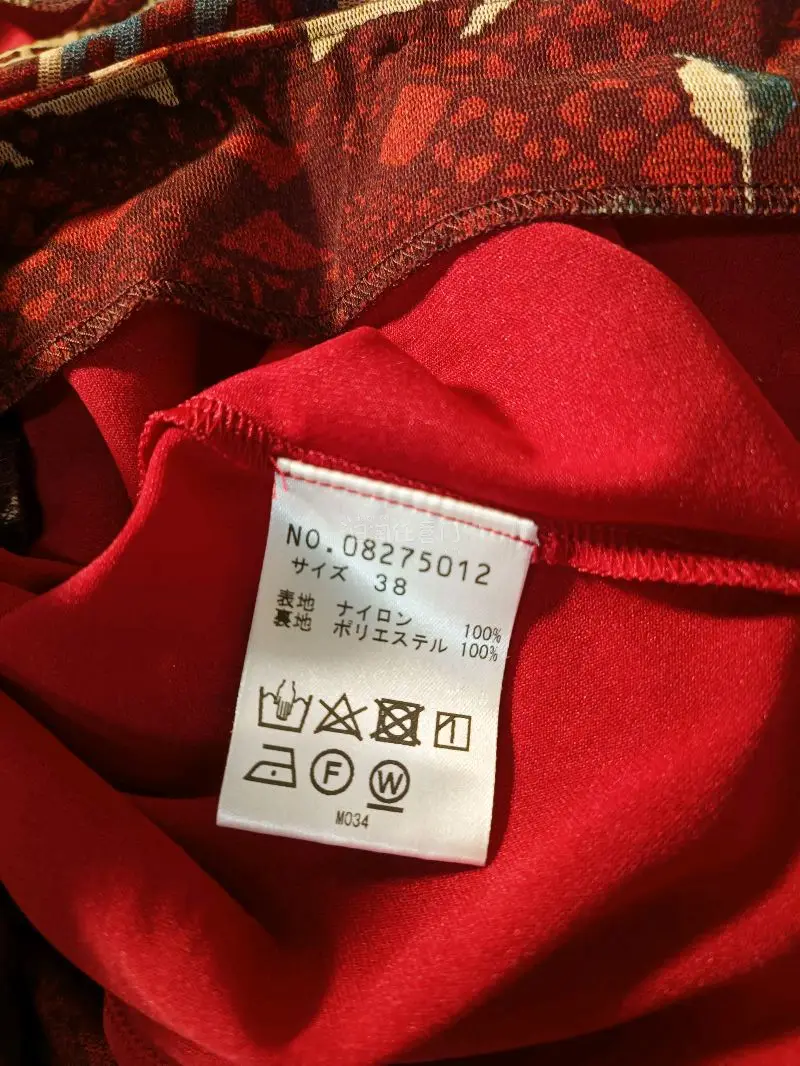 NO.08275012
サイズ 38
表地 ナイロン 100%
裏地 ポリエステル 100%
F W
M034